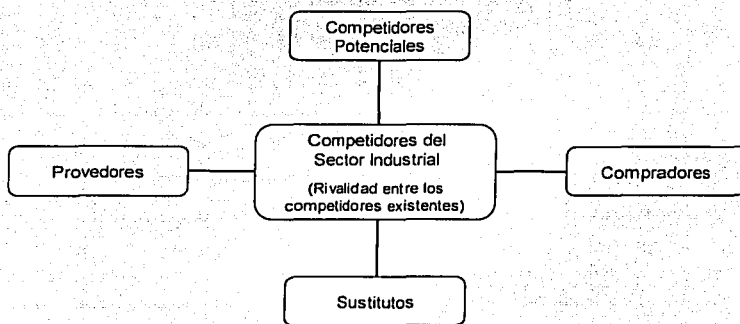 Competidores
Potenciales
Provedores
Competidores del
Sector Industrial
(Rivalidad entre los
competidores existentes)
Compradores
Sustitutos